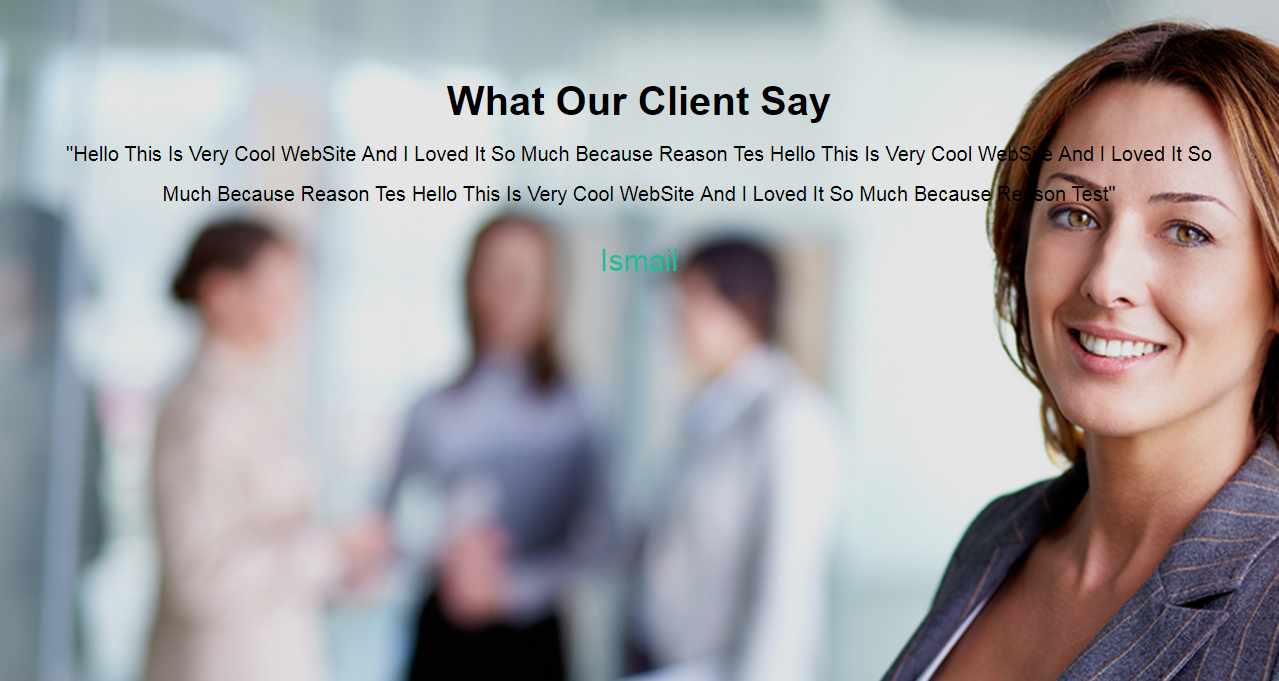 What Our Client Say
"Hello This Is Very Cool WebSite And I Loved It So Much Because Reason Tes Hello This Is Very Cool WebSite And I Loved It So
Much Because Reason Tes Hello This Is Very Cool WebSite And I Loved It So Much Because Reason Test"
Ismail